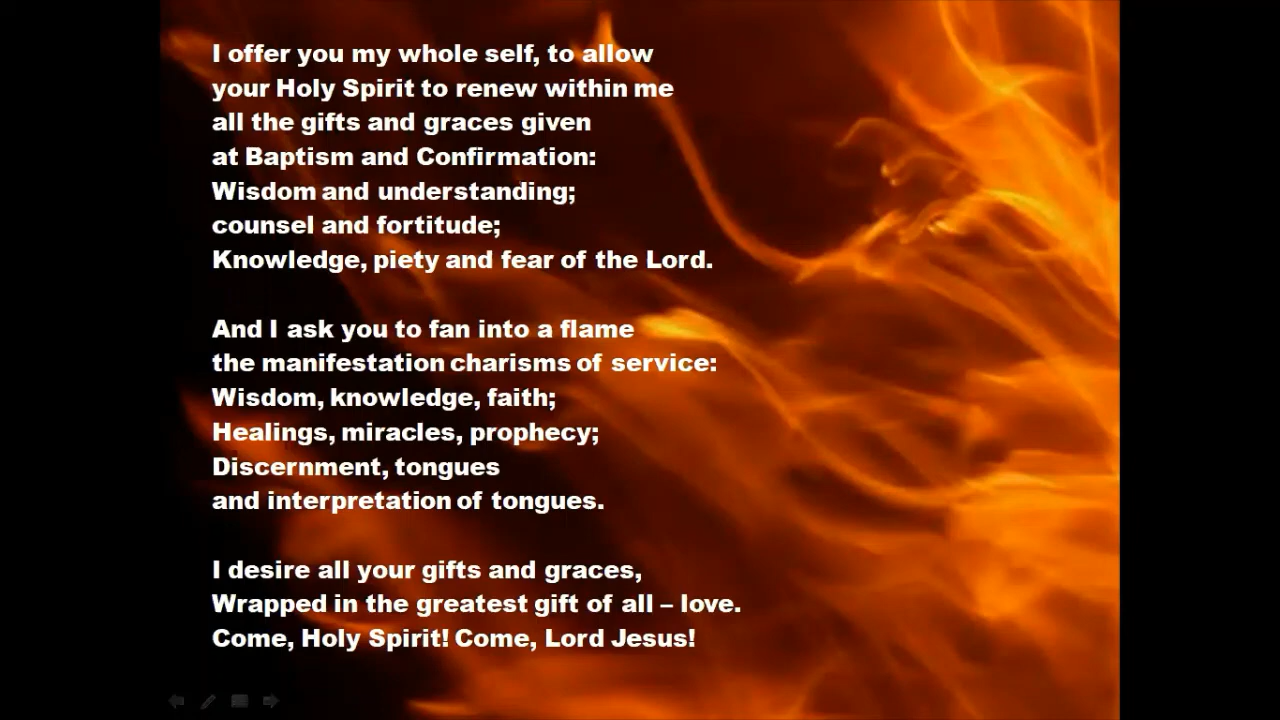 I offer you my whole self, to allow
your Holy Spirit to renew within me
all the gifts and graces given
at Baptism and Confirmation:
Wisdom and understanding;
counsel and fortitude;
Knowledge, piety and fear of the Lord.
And I ask you to fan into a flame
the manifestation charisms of service:
Wisdom, knowledge, faith;
Healings, miracles, prophecy;
Discernment, tongues
and interpretation of tongues.
I desire all your gifts and graces,
Wrapped in the greatest gift of all – love.
Come, Holy Spirit! Come, Lord Jesus!